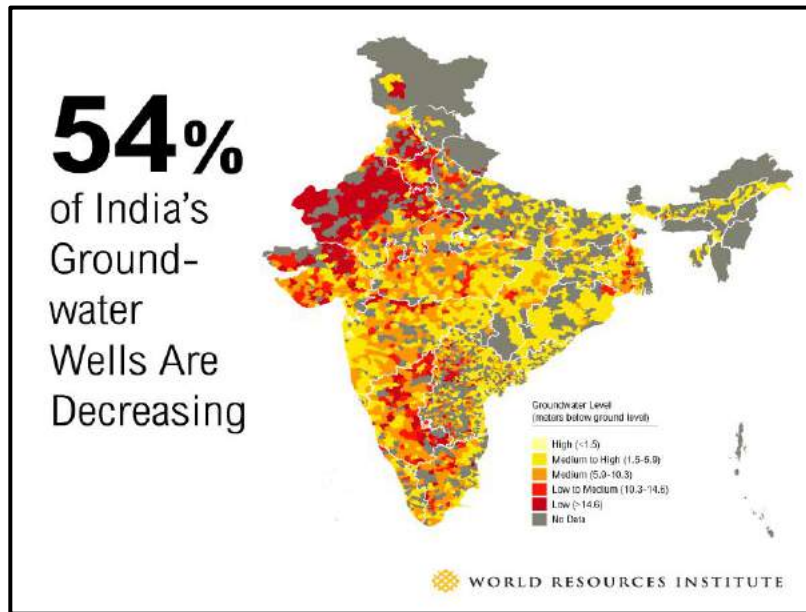 54%
of India's
Ground-
water
Wells Are
Decreasing
Groundwater Level
(meters below ground level)
High (<1.5)
Medium to High (1.5-5.9)
Medium (5.9-10.3)
Low to Medium (10.3-14.6)
Low (>14.6)
No Data
WORLD RESOURCES INSTITUTE